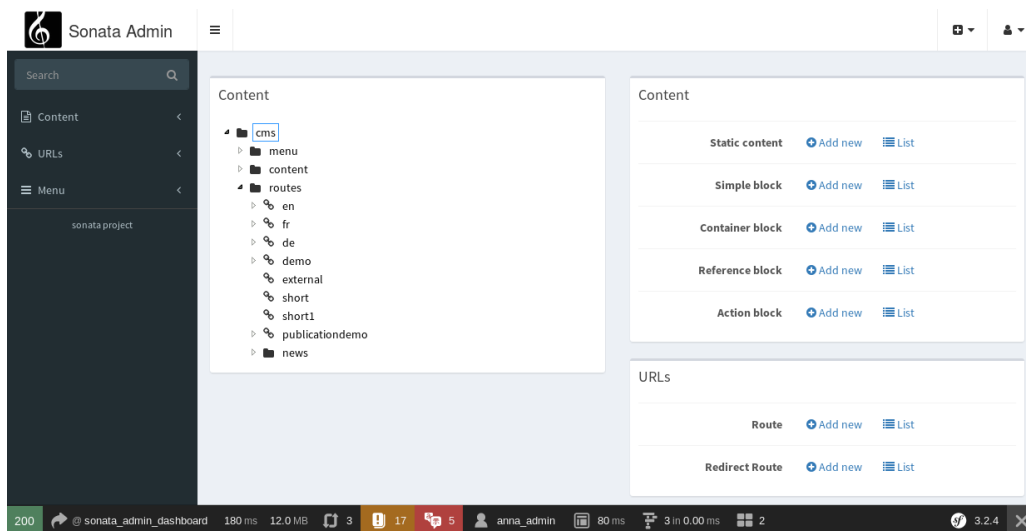 Sonata Admin
Search
Content
URLs
Menu
sonata project
Content
cms
menu
content
routes
en
fr
de
demo
external
short
short1
publicationdemo
news
Content
Static content Add new List
Simple block Add new List
Container block Add new List
Reference block Add new List
Action block Add new List
URLs
Route Add new List
Redirect Route Add new List
200 @ sonata_admin_dashboard 180 ms 12.0 MB 3 17 5 anna_admin 80 ms 3 in 0.00 ms 2 3.2.4